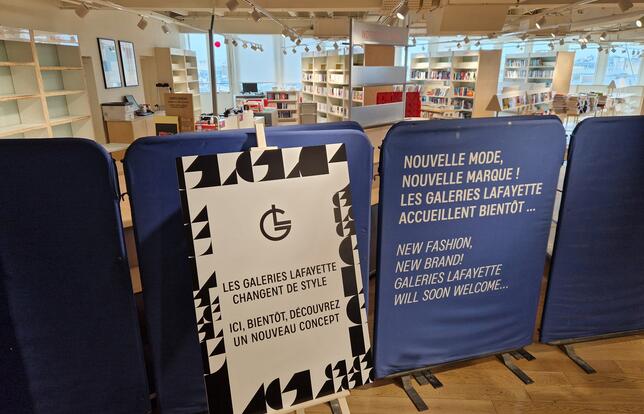 LES GALERIES LAFAYETTE
CHANGENT DE STYLE
ICI, BIENTÔT, DÉCOUVREZ
UN NOUVEAU CONCEPT
NOUVELLE MODE,
NOUVELLE MARQUE !
LES GALERIES LAFAYETTE
ACCUEILLENT BIENTÔT ...
NEW FASHION,
NEW BRAND!
GALERIES LAFAYETTE
WILL SOON WELCOME...